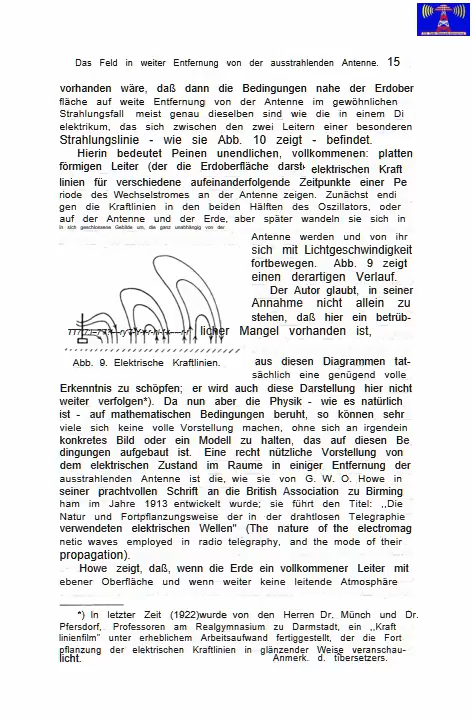 Das Feld in weiter Entfernung von der ausstrahlenden Antenne. 15
vorhanden wäre, daß dann die Bedingungen nahe der Erdober
fläche auf weite Entfernung von der Antenne im gewöhnlichen
Strahlungsfall meist genau dieselben sind wie die in einem Di
elektrikum, das sich zwischen den zwei Leitern einer besonderen
Strahlungslinie - wie sie Abb. 10 zeigt - befindet.
Hierin bedeutet Peinen unendlichen, vollkommenen: platten
förmigen Leiter (der die Erdoberfläche darst‹ elektrischen Kraft
linien für verschiedene aufeinanderfolgende Zeitpunkte einer Pe
riode des Wechselstromes an der Antenne zeigen. Zunächst endi
gen die Kraftlinien in den beiden Hälften des Oszillators, oder
auf der Antenne und der Erde, aber später wandeln sie sich in
in sich geschlossene Gebilde um, die ganz unabhängig von der
Antenne werden und von ihr
sich mit Lichtgeschwindigkeit
fortbewegen. Abb. 9 zeigt
einen derartigen Verlauf.
Der Autor glaubt, in seiner
Annahme nicht allein zu
stehen, daß hier ein betrüb-
licher Mangel vorhanden ist,
Abb. 9. Elektrische Kraftlinien.
aus diesen Diagrammen tat-
sächlich eine genügend volle
Erkenntnis zu schöpfen; er wird auch diese Darstellung hier nicht
weiter verfolgen*). Da nun aber die Physik - wie es natürlich
ist - auf mathematischen Bedingungen beruht, so können sehr
viele sich keine volle Vorstellung machen, ohne sich an irgendein
konkretes Bild oder ein Modell zu halten, das auf diesen Be
dingungen aufgebaut ist. Eine recht nützliche Vorstellung von
dem elektrischen Zustand im Raume in einiger Entfernung der
ausstrahlenden Antenne ist die, wie sie von G. W. O. Howe in
seiner prachtvollen Schrift an die British Association zu Birming
ham im Jahre 1913 entwickelt wurde; sie führt den Titel: ,,Die
Natur und Fortpflanzungsweise der in der drahtlosen Telegraphie
verwendeten elektrischen Wellen" (The nature of the electromag
netic waves employed in radio telegraphy, and the mode of their
propagation).
Howe zeigt, daß, wenn die Erde ein vollkommener Leiter mit
ebener Oberfläche und wenn weiter keine leitende Atmosphäre
*) In letzter Zeit (1922)wurde von den Herren Dr. Münch und Dr.
Pfersdorf, Professoren am Realgymnasium zu Darmstadt, ein ,,Kraft
linienfilm" unter erheblichem Arbeitsaufwand fertiggestellt, der die Fort
pflanzung der elektrischen Kraftlinien in glänzender Weise veranschau-
licht. Anmerk. d. tibersetzers.